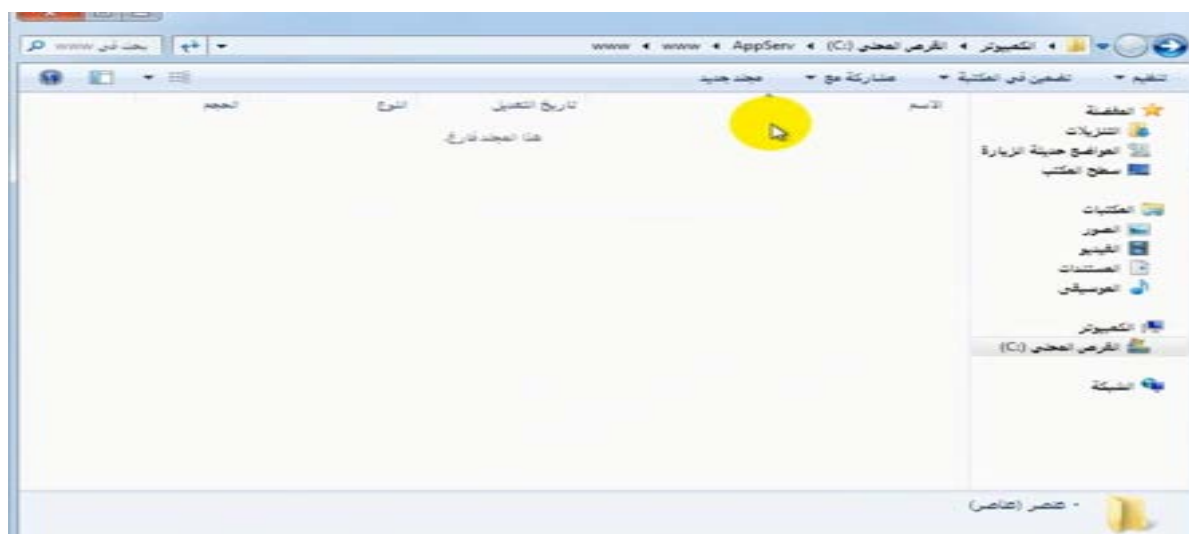 الكمبيوتر ◂ القرص المحلي (C:) ◂ AppServ ◂ www ◂ www
بحث في www
تنظيم تضمين في المكتبة مشاركة مع مجلد جديد
الاسم تاريخ التعديل النوع الحجم
هذا المجلد فارغ.
المفضلة
التنزيلات
المواضع حديثة الزيارة
سطح المكتب
المكتبات
الصور
الفيديو
المستندات
الموسيقى
الكمبيوتر
القرص المحلي (C:)
الشبكة
٠ عنصر (عناصر)